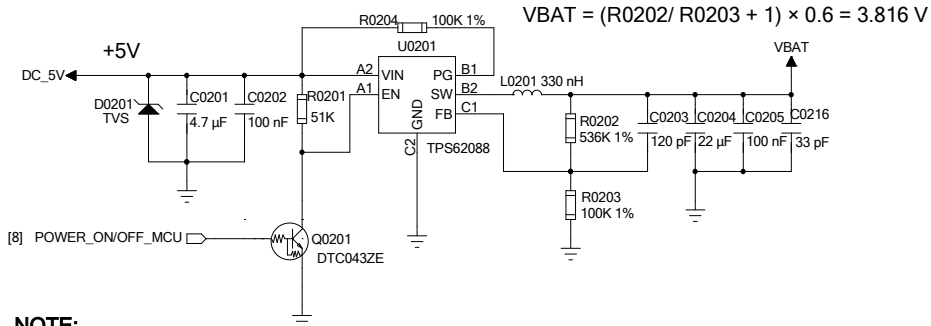 VBAT = (R0202/ R0203 + 1) × 0.6 = 3.816 V
R0204 100K 1%
U0201
+5V
VBAT
DC_5V
A2 VIN PG B1
A1 EN SW B2
FB C1
GND
C2
TPS62088
L0201 330 nH
D0201
TVS
C0201
4.7 µF
C0202
100 nF
R0201
51K
R0202
536K 1%
C0203
120 pF
C0204
22 µF
C0205
100 nF
C0216
33 pF
R0203
100K 1%
[8] POWER_ON/OFF_MCU
Q0201
DTC043ZE
NOTE: